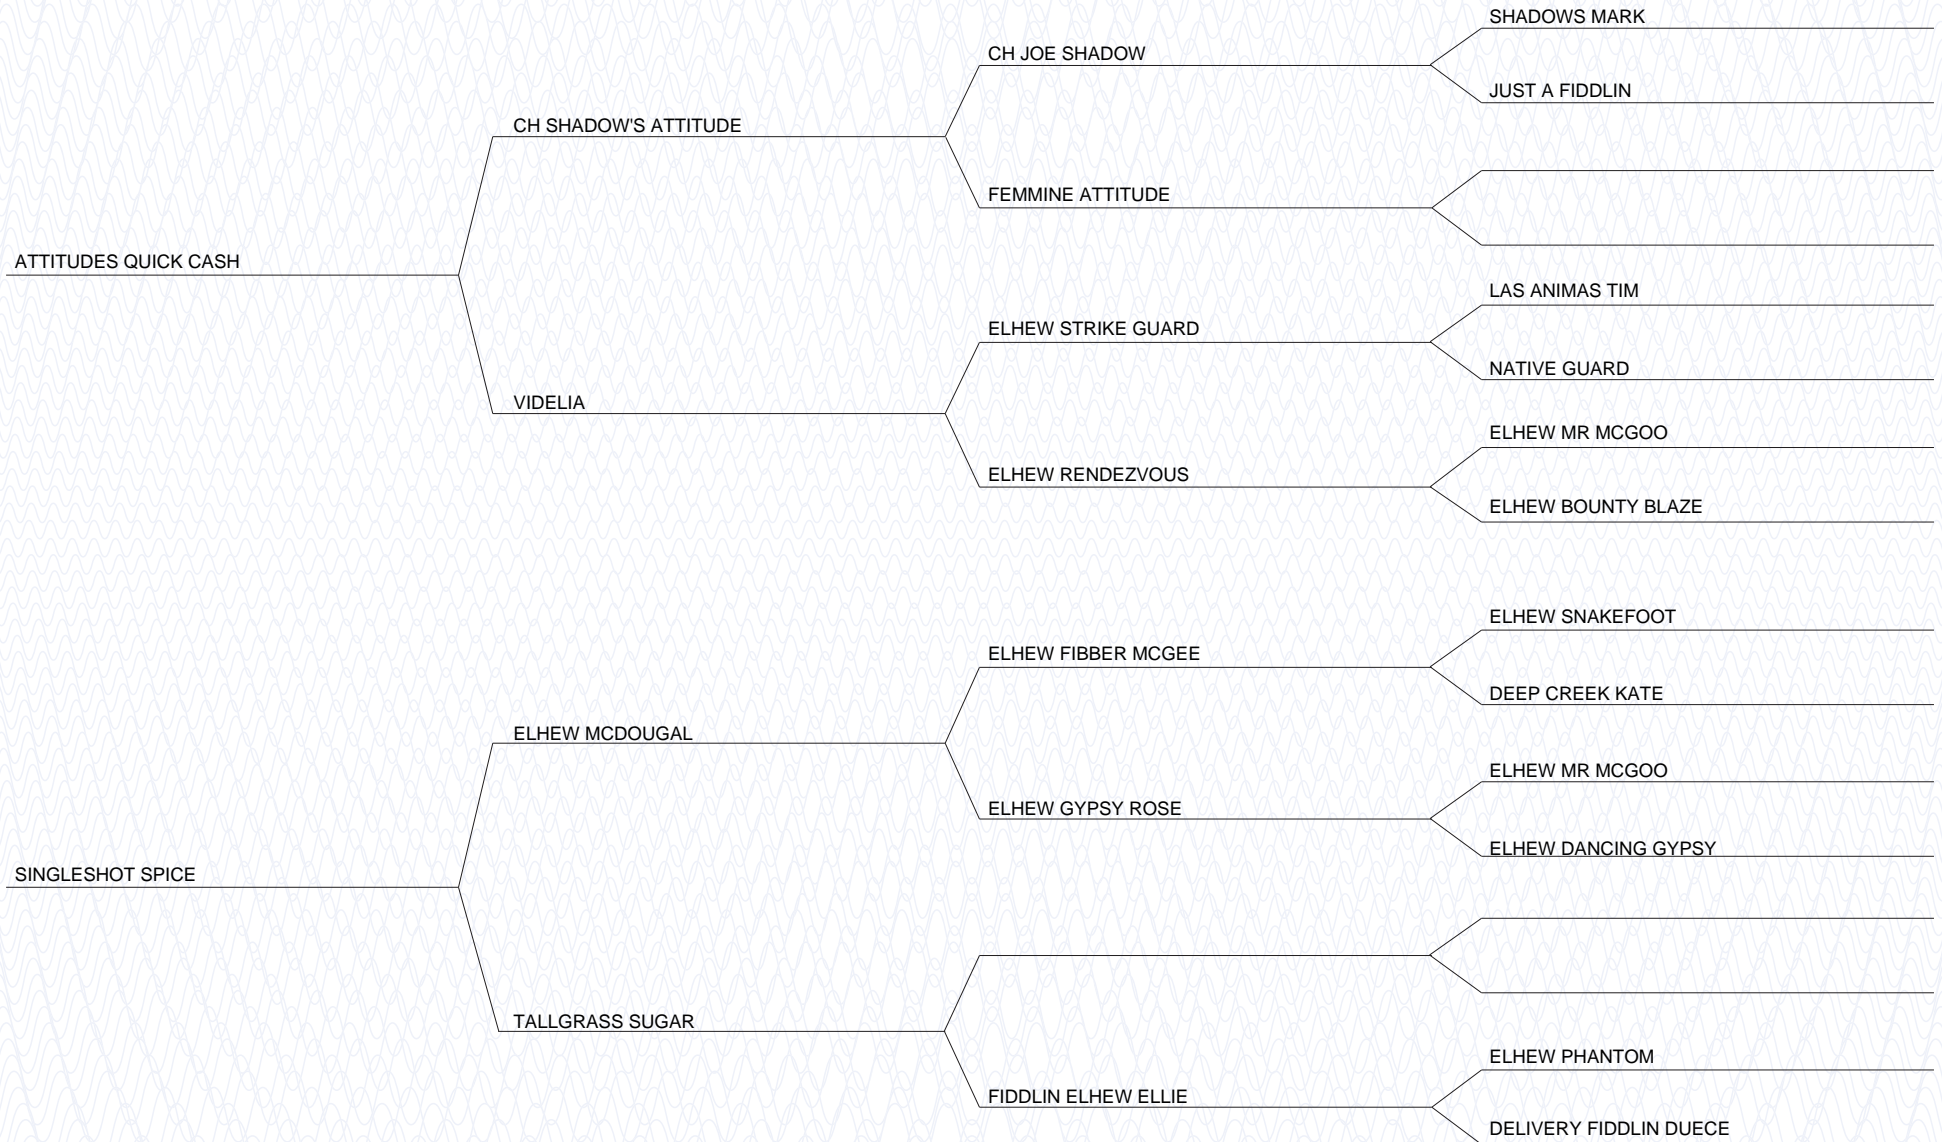 SHADOWS MARK
CH JOE SHADOW
JUST A FIDDLIN
CH SHADOW'S ATTITUDE
FEMMINE ATTITUDE
ATTITUDES QUICK CASH
LAS ANIMAS TIM
ELHEW STRIKE GUARD
NATIVE GUARD
VIDELIA
ELHEW MR MCGOO
ELHEW RENDEZVOUS
ELHEW BOUNTY BLAZE
ELHEW SNAKEFOOT
ELHEW FIBBER MCGEE
DEEP CREEK KATE
ELHEW MCDOUGAL
ELHEW MR MCGOO
ELHEW GYPSY ROSE
ELHEW DANCING GYPSY
SINGLESHOT SPICE
TALLGRASS SUGAR
ELHEW PHANTOM
FIDDLIN ELHEW ELLIE
DELIVERY FIDDLIN DUECE